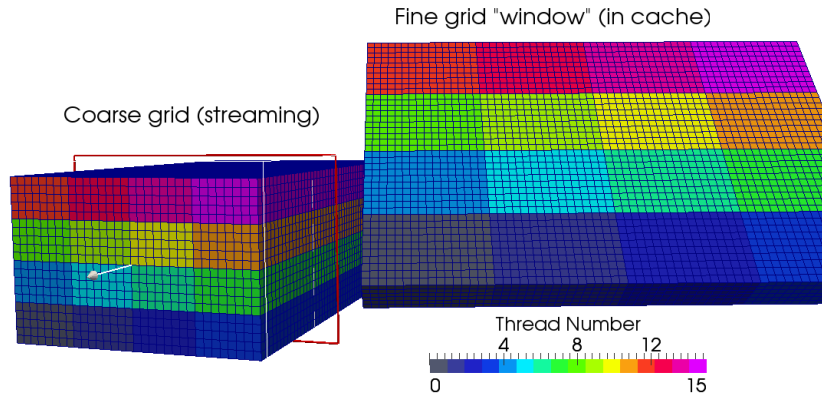 Fine grid "window" (in cache)
Coarse grid (streaming)
Thread Number
4 8 12
0 15